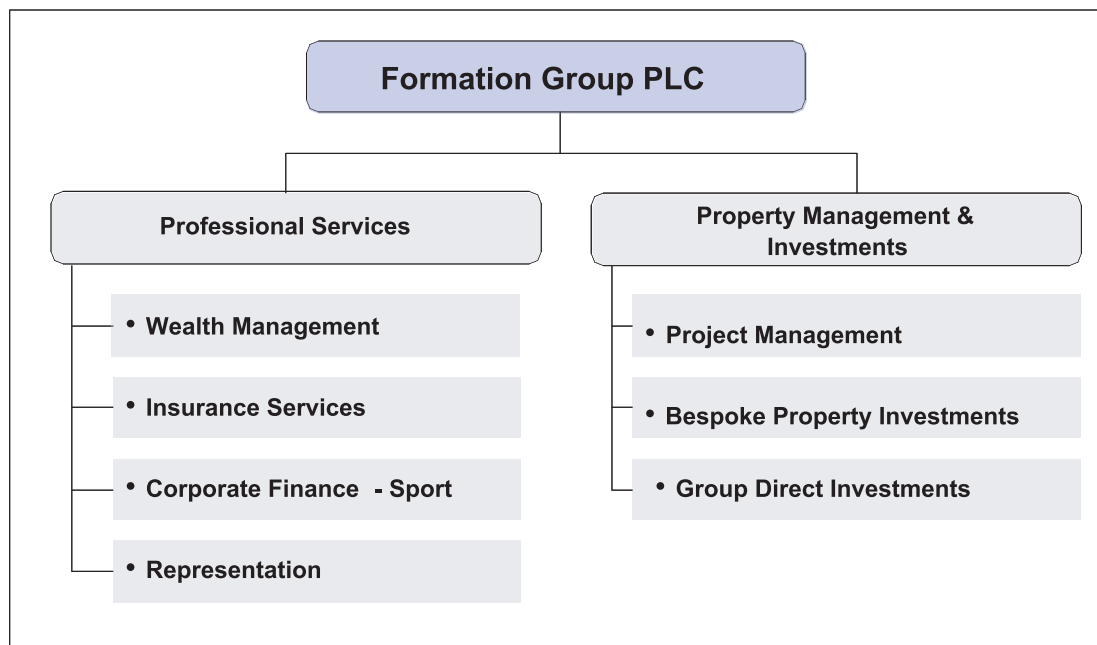 Formation Group PLC
Professional Services
• Wealth Management
• Insurance Services
• Corporate Finance - Sport
• Representation
Property Management &
Investments
• Project Management
• Bespoke Property Investments
• Group Direct Investments